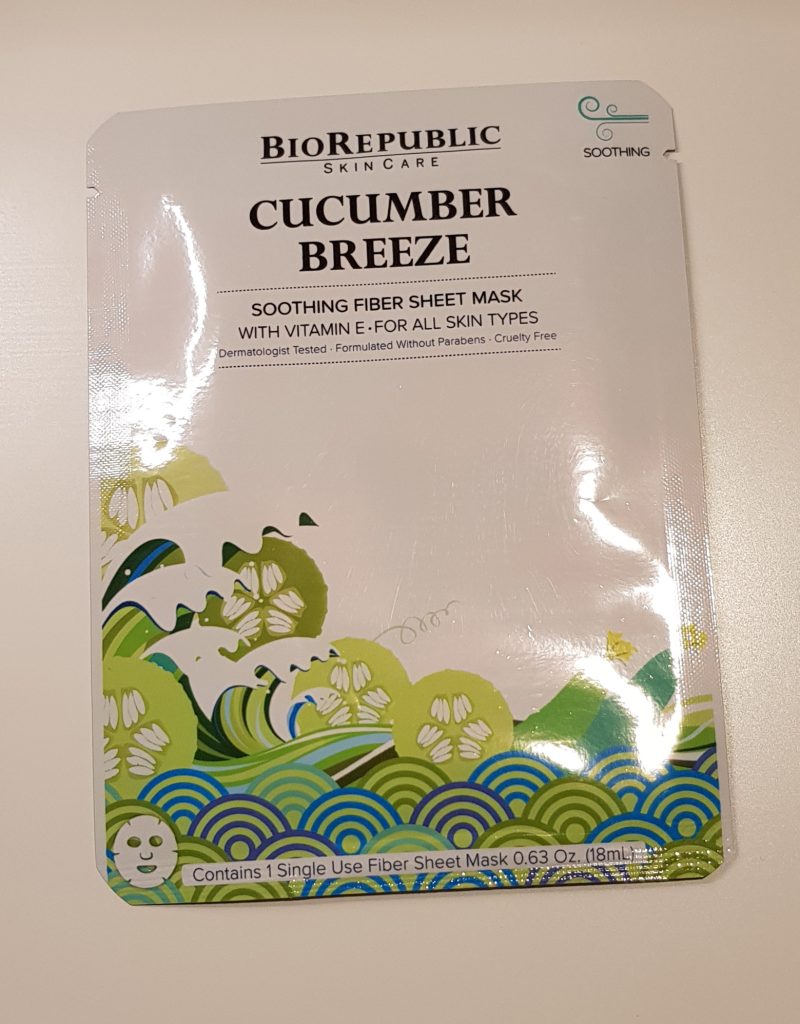 BIOREPUBLIC
SKINCARE
SOOTHING
CUCUMBER
BREEZE
SOOTHING FIBER SHEET MASK
WITH VITAMIN E • FOR ALL SKIN TYPES
Dermatologist Tested · Formulated Without Parabens · Cruelty Free
Contains 1 Single Use Fiber Sheet Mask 0.63 Oz. (18mL)